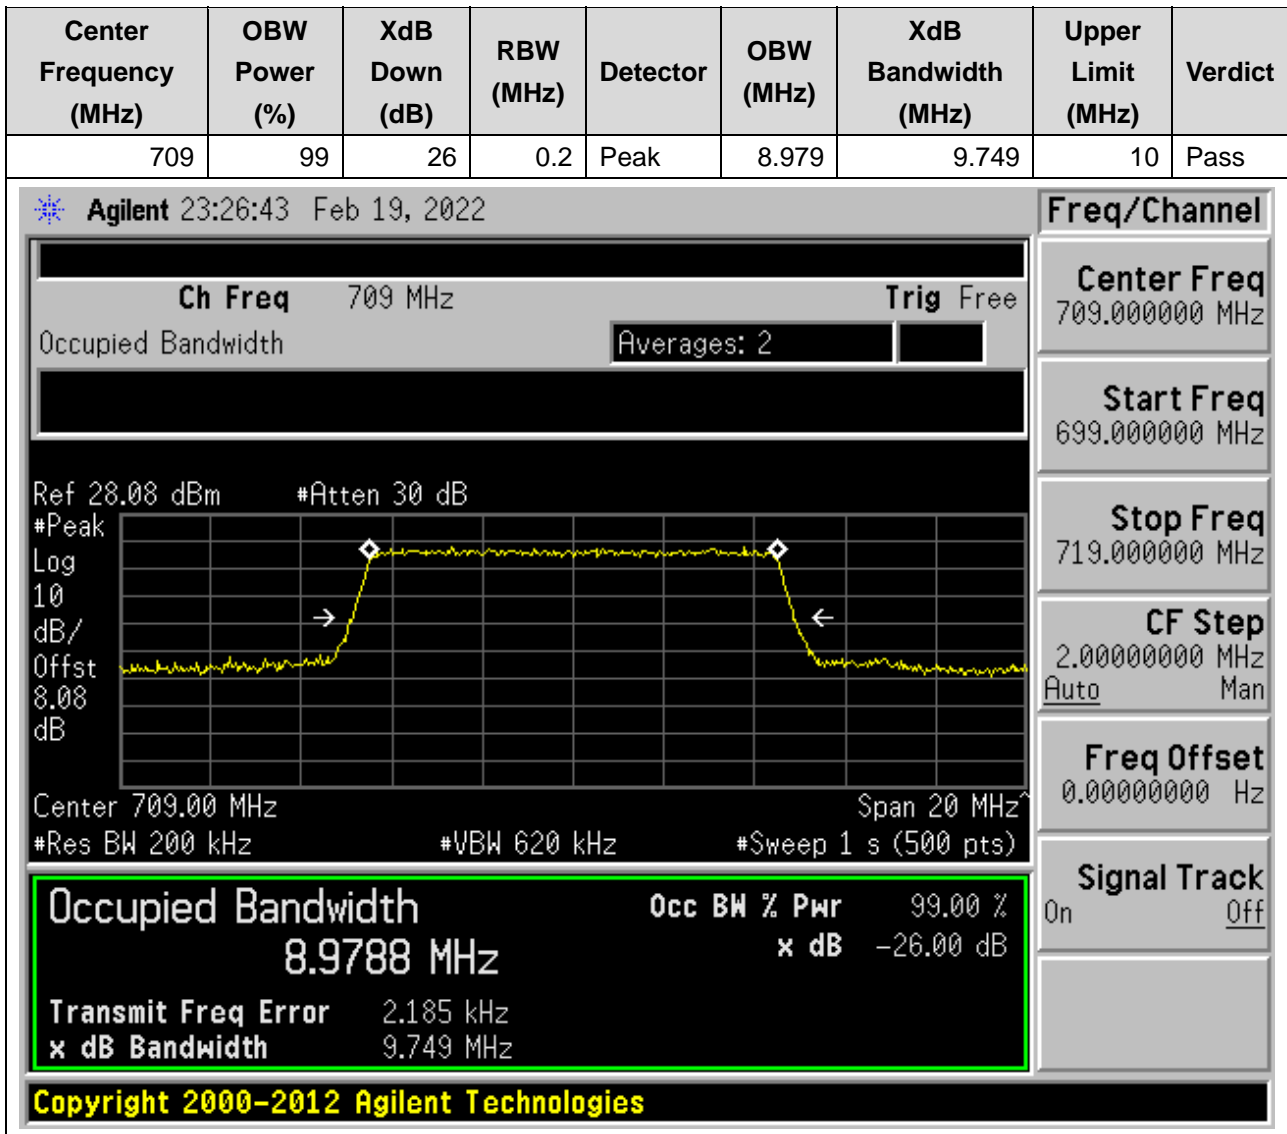 Center Frequency (MHz) OBW Power (%) XdB Down (dB) RBW (MHz) Detector OBW (MHz) XdB Bandwidth (MHz) Upper Limit (MHz) Verdict
709 99 26 0.2 Peak 8.979 9.749 10 Pass
Agilent 23:26:43 Feb 19, 2022
Freq/Channel
Ch Freq 709 MHz Trig Free
Occupied Bandwidth Averages: 2
Center Freq
709.000000 MHz
Start Freq
699.000000 MHz
Stop Freq
719.000000 MHz
CF Step
2.00000000 MHz
Auto Man
Freq Offset
0.00000000 Hz
Signal Track
On Off
Ref 28.08 dBm #Atten 30 dB
#Peak
Log
10
dB/
Offst
8.08
dB
Center 709.00 MHz Span 20 MHz^
#Res BW 200 kHz #VBW 620 kHz #Sweep 1 s (500 pts)
Occupied Bandwidth
8.9788 MHz
Occ BW % Pwr 99.00 %
x dB -26.00 dB
Transmit Freq Error 2.185 kHz
x dB Bandwidth 9.749 MHz
Copyright 2000-2012 Agilent Technologies